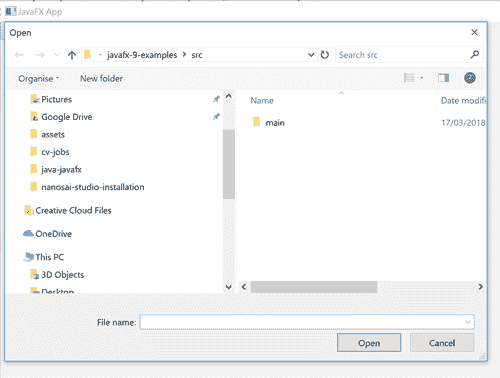 JavaFX App
Open
javafx-9-examples > src
Search src
Organise
New folder
Pictures
Google Drive
assets
cv-jobs
java-javafx
nanosai-studio-installation
Creative Cloud Files
OneDrive
This PC
3D Objects
Desktop
Name
Date modifi
main
17/03/2018
File name:
Open
Cancel